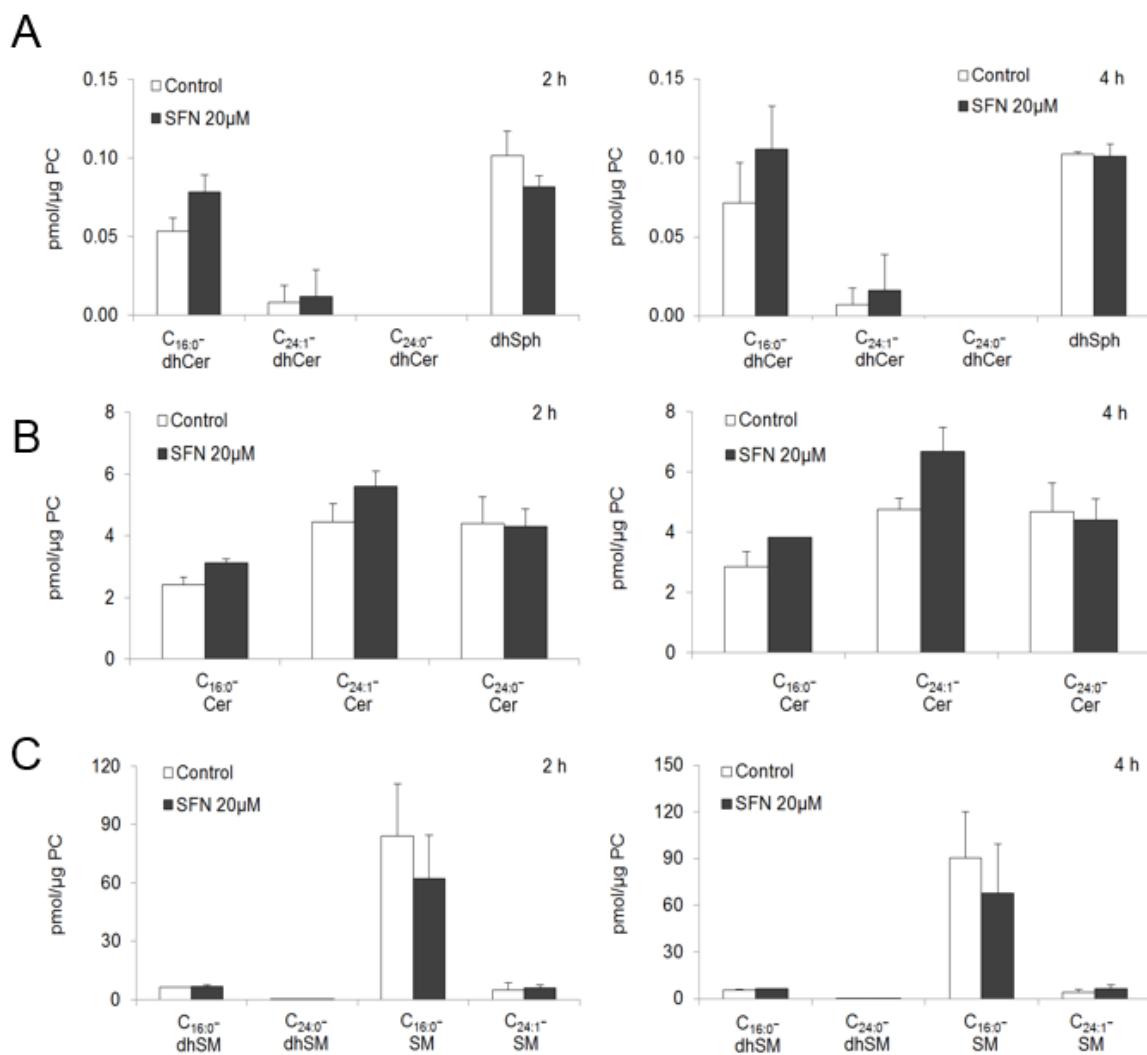 A
pmol/µg PC
0.15
0.10
0.05
0.00
Control
SFN 20µM
2 h
C16:0-
dhCer
C24:1-
dhCer
C24:0-
dhCer
dhSph
pmol/µg PC
0.15
0.10
0.05
0.00
Control
SFN 20µM
4 h
C16:0-
dhCer
C24:1-
dhCer
C24:0-
dhCer
dhSph
B
pmol/µg PC
8
6
4
2
0
Control
SFN 20µM
2 h
C16:0-
Cer
C24:1-
Cer
C24:0-
Cer
pmol/µg PC
8
6
4
2
0
Control
SFN 20µM
4 h
C16:0-
Cer
C24:1-
Cer
C24:0-
Cer
C
pmol/µg PC
120
90
60
30
0
Control
SFN 20µM
2 h
C16:0-
dhSM
C24:0-
dhSM
C16:0-
SM
C24:1-
SM
pmol/µg PC
150
120
90
60
30
0
Control
SFN 20µM
4 h
C16:0-
dhSM
C24:0-
dhSM
C16:0-
SM
C24:1-
SM